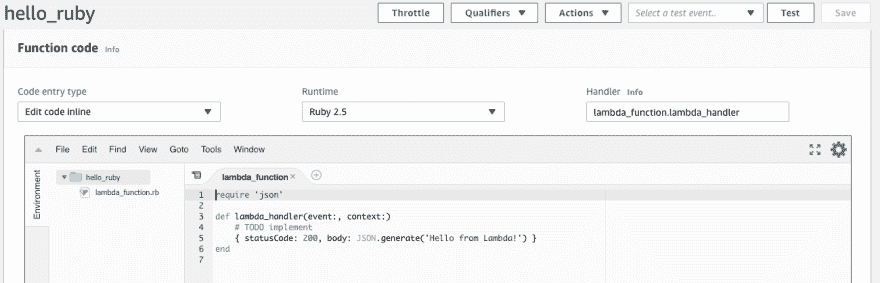 hello_ruby
Throttle Qualifiers Actions Select a test event.. Test Save
Function code Info
Code entry type Runtime Handler Info
Edit code inline Ruby 2.5 lambda_function.lambda_handler
File Edit Find View Goto Tools Window
Environment
hello_ruby
lambda_function.rb
lambda_function
1 require 'json'
2
3 def lambda_handler(event:, context:)
4 # TODO implement
5 { statusCode: 200, body: JSON.generate('Hello from Lambda!') }
6 end
7